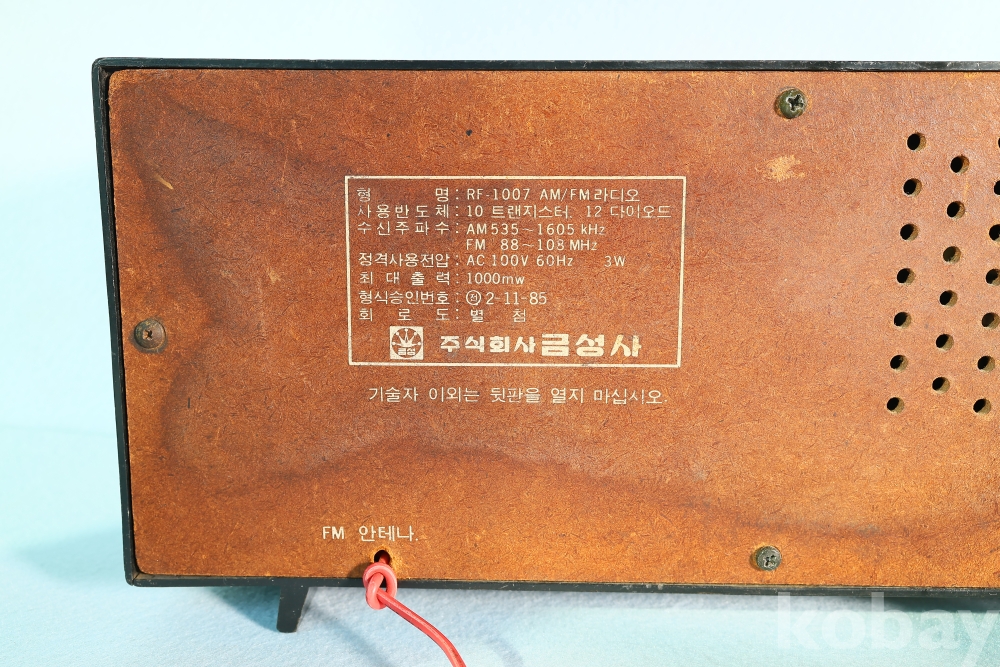 형 명 : RF-1007 AM/FM 라디오
사용반도체 : 10 트랜지스터, 12 다이오드
수신주파수 : AM 535~1605 kHz
FM 88~108 MHz
정격사용전압 : AC 100V 60Hz 3W
최대출력 : 1000mw
형식승인번호 : ㉠ 2-11-85
회로도 : 별첨
금성 주식회사 금성사
기술자 이외는 뒷판을 열지 마십시오.
FM 안테나.
kobay